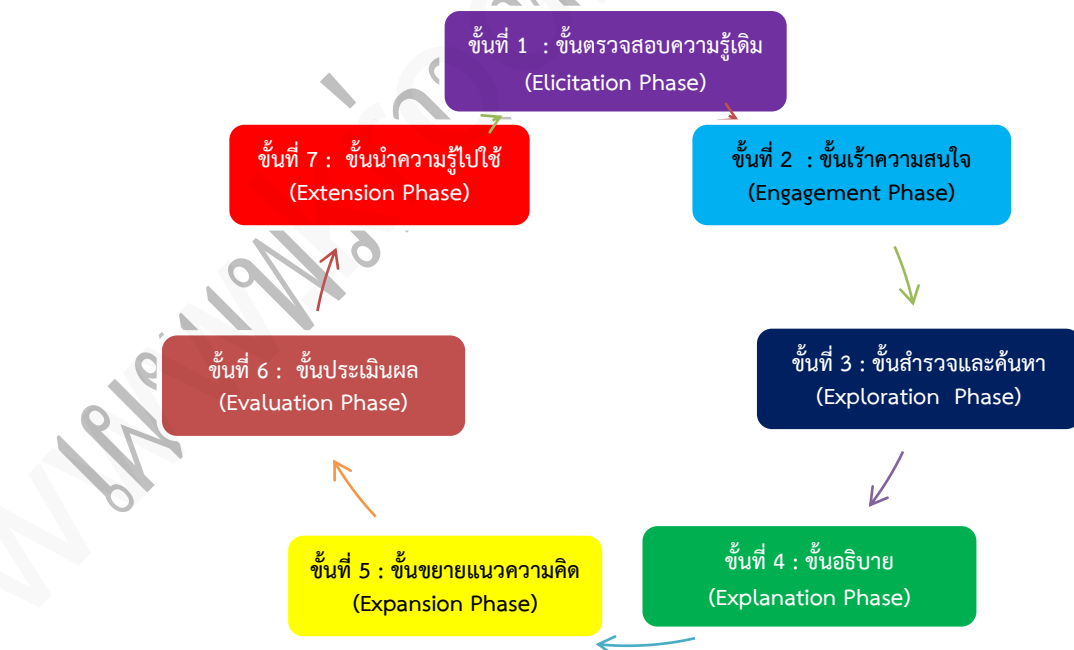 ขั้นที่ 1 : ขั้นตรวจสอบความรู้เดิม
(Elicitation Phase)
ขั้นที่ 2 : ขั้นเร้าความสนใจ
(Engagement Phase)
ขั้นที่ 3 : ขั้นสำรวจและค้นหา
(Exploration Phase)
ขั้นที่ 4 : ขั้นอธิบาย
(Explanation Phase)
ขั้นที่ 5 : ขั้นขยายแนวความคิด
(Expansion Phase)
ขั้นที่ 6 : ขั้นประเมินผล
(Evaluation Phase)
ขั้นที่ 7 : ขั้นนำความรู้ไปใช้
(Extension Phase)